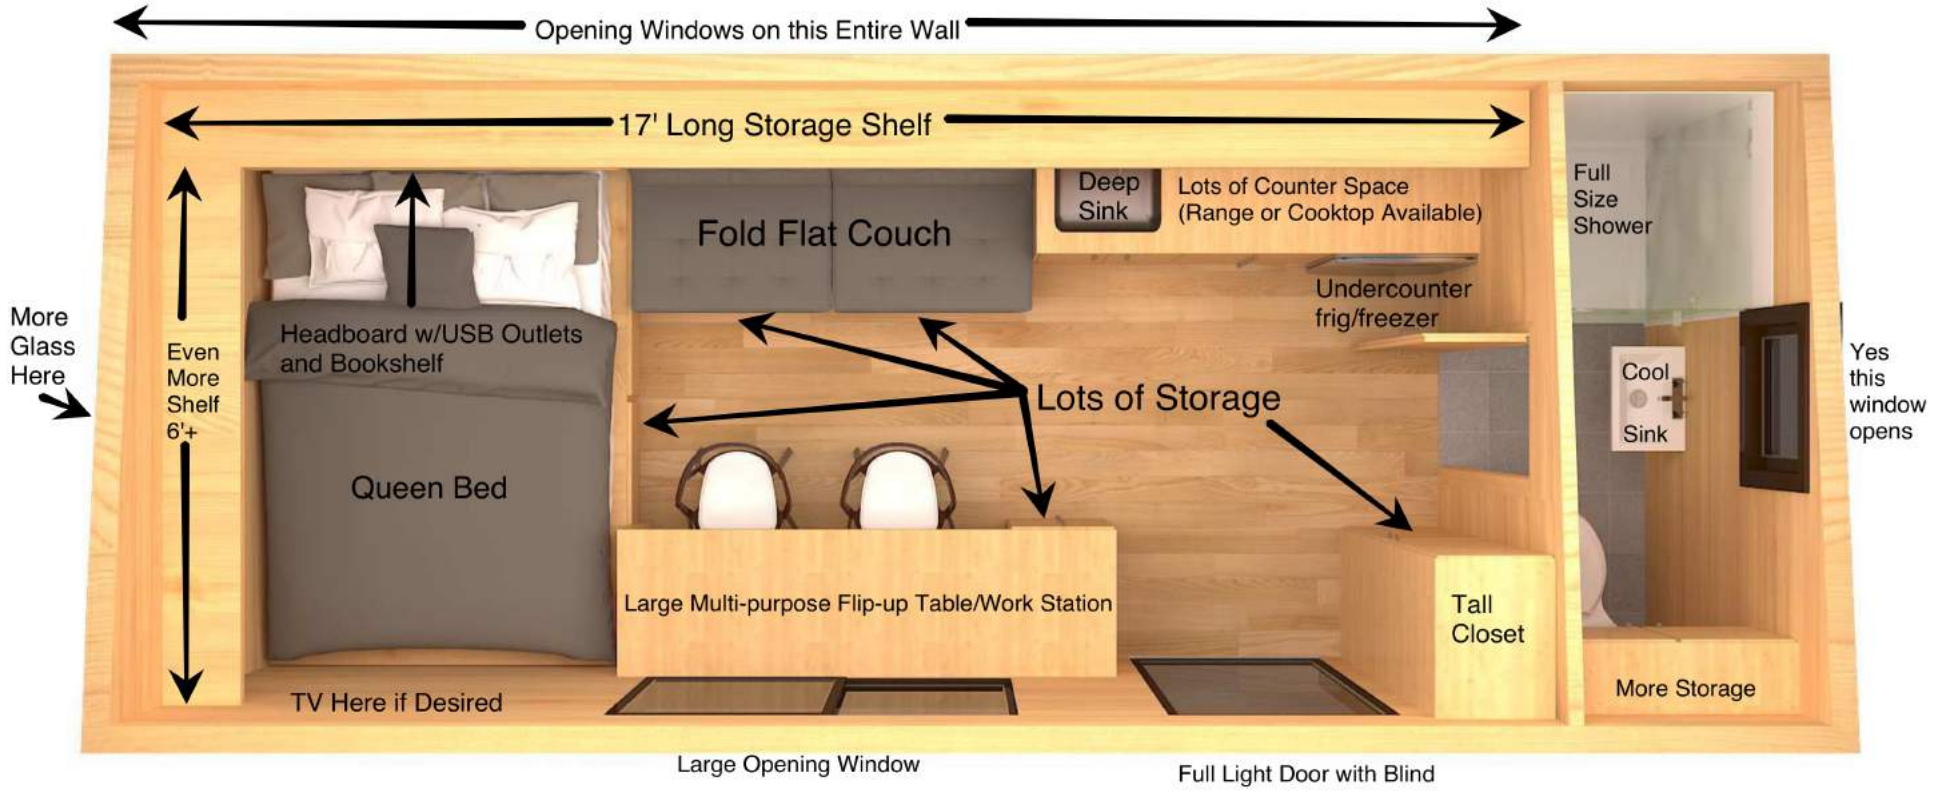 Opening Windows on this Entire Wall
17' Long Storage Shelf
Deep
Sink
Lots of Counter Space
(Range or Cooktop Available)
Full
Size
Shower
Fold Flat Couch
Undercounter
frig/freezer
More
Glass
Here
Even
More
Shelf
6'+
Headboard w/USB Outlets
and Bookshelf
Lots of Storage
Cool
Sink
Yes
this
window
opens
Queen Bed
Large Multi-purpose Flip-up Table/Work Station
Tall
Closet
More Storage
TV Here if Desired
Large Opening Window
Full Light Door with Blind